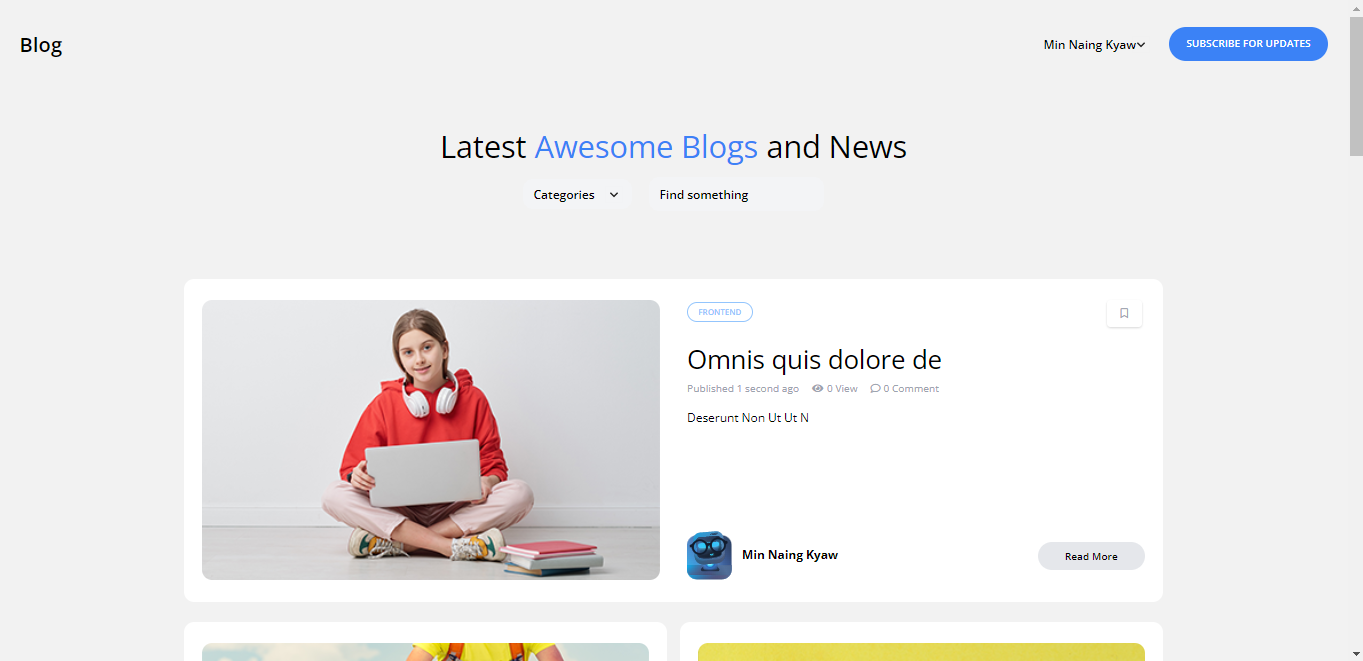 Blog
Min Naing Kyaw
SUBSCRIBE FOR UPDATES
Latest Awesome Blogs and News
Categories
Find something
FRONTEND
Omnis quis dolore de
Published 1 second ago 0 View 0 Comment
Deserunt Non Ut Ut N
Min Naing Kyaw
Read More